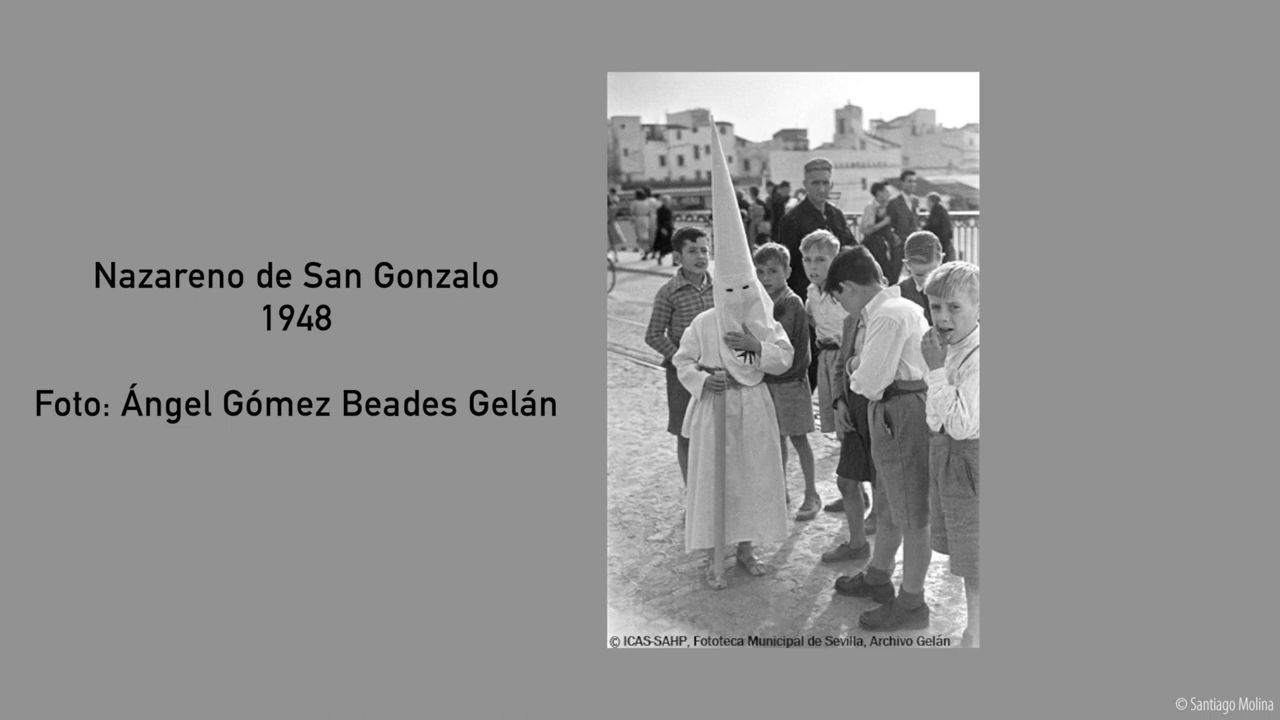 Nazareno de San Gonzalo
1948
Foto: Ángel Gómez Beades Gelán
© ICAS-SAHP, Fototeca Municipal de Sevilla, Archivo Gelán
© Santiago Molina